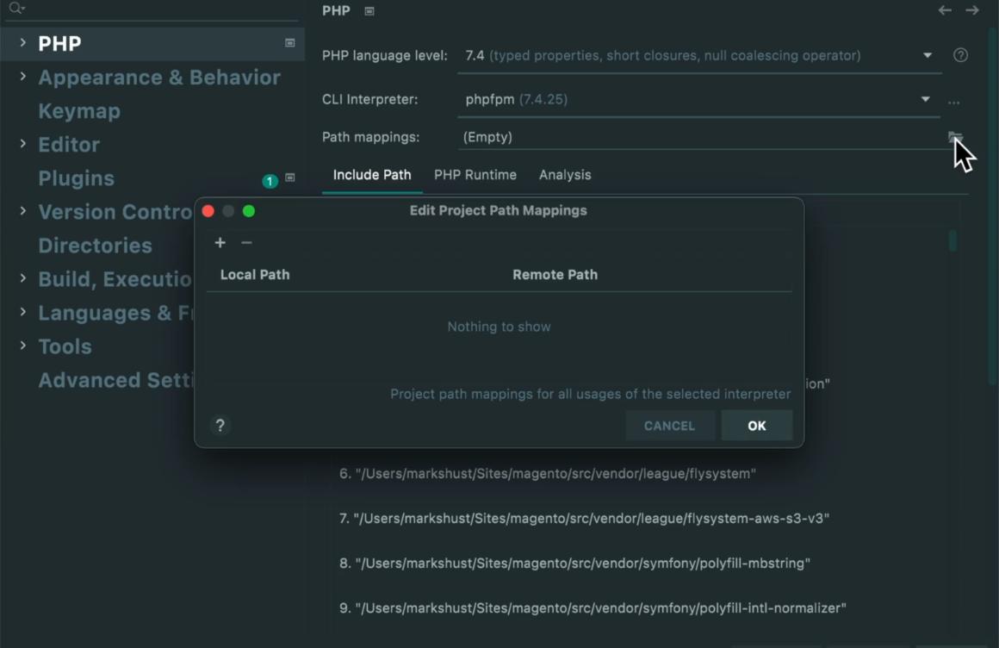 PHP
PHP
Appearance & Behavior
Keymap
Editor
Plugins
1
Version Contro
Directories
Build, Executio
Languages & F
Tools
Advanced Setti
PHP language level:
7.4 (typed properties, short closures, null coalescing operator)
?
CLI Interpreter:
phpfpm (7.4.25)
...
Path mappings:
(Empty)
Include Path
PHP Runtime
Analysis
Edit Project Path Mappings
+ −
Local Path
Remote Path
Nothing to show
Project path mappings for all usages of the selected interpreter
?
CANCEL
OK
ion"
6. "/Users/markshust/Sites/magento/src/vendor/league/flysystem"
7. "/Users/markshust/Sites/magento/src/vendor/league/flysystem-aws-s3-v3"
8. "/Users/markshust/Sites/magento/src/vendor/symfony/polyfill-mbstring"
9. "/Users/markshust/Sites/magento/src/vendor/symfony/polyfill-intl-normalizer"